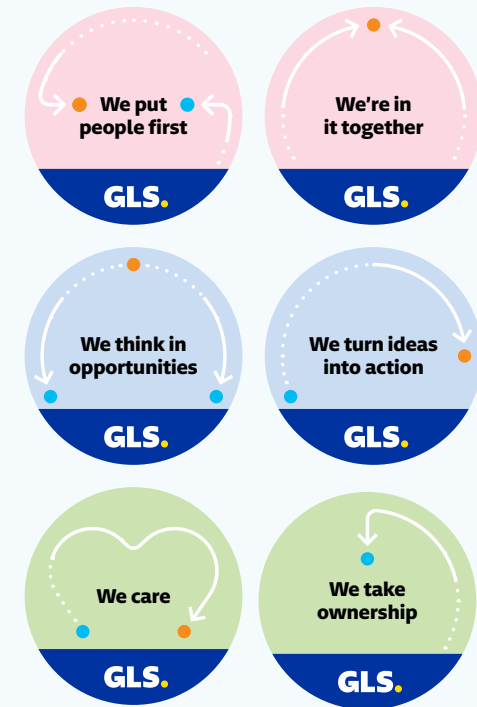 We put
people first
GLS.
We're in
it together
GLS.
We think in
opportunities
GLS.
We turn ideas
into action
GLS.
We care
GLS.
We take
ownership
GLS.